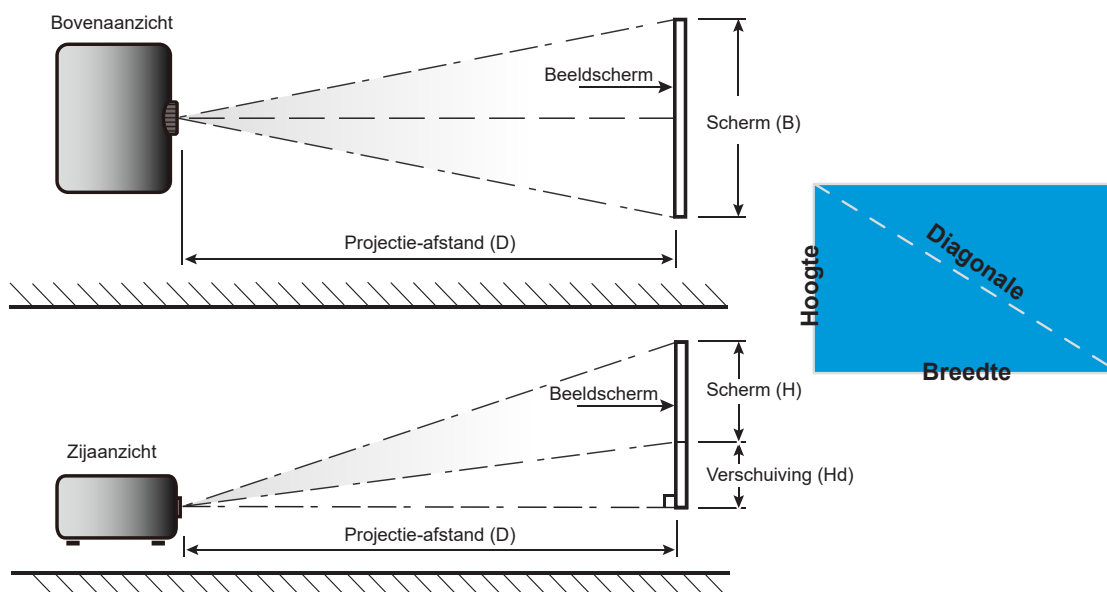 Bovenaanzicht
Beeldscherm
Scherm (B)
Projectie-afstand (D)
Hoogte
Diagonale
Breedte
Beeldscherm
Scherm (H)
Zijaanzicht
Verschuiving (Hd)
Projectie-afstand (D)